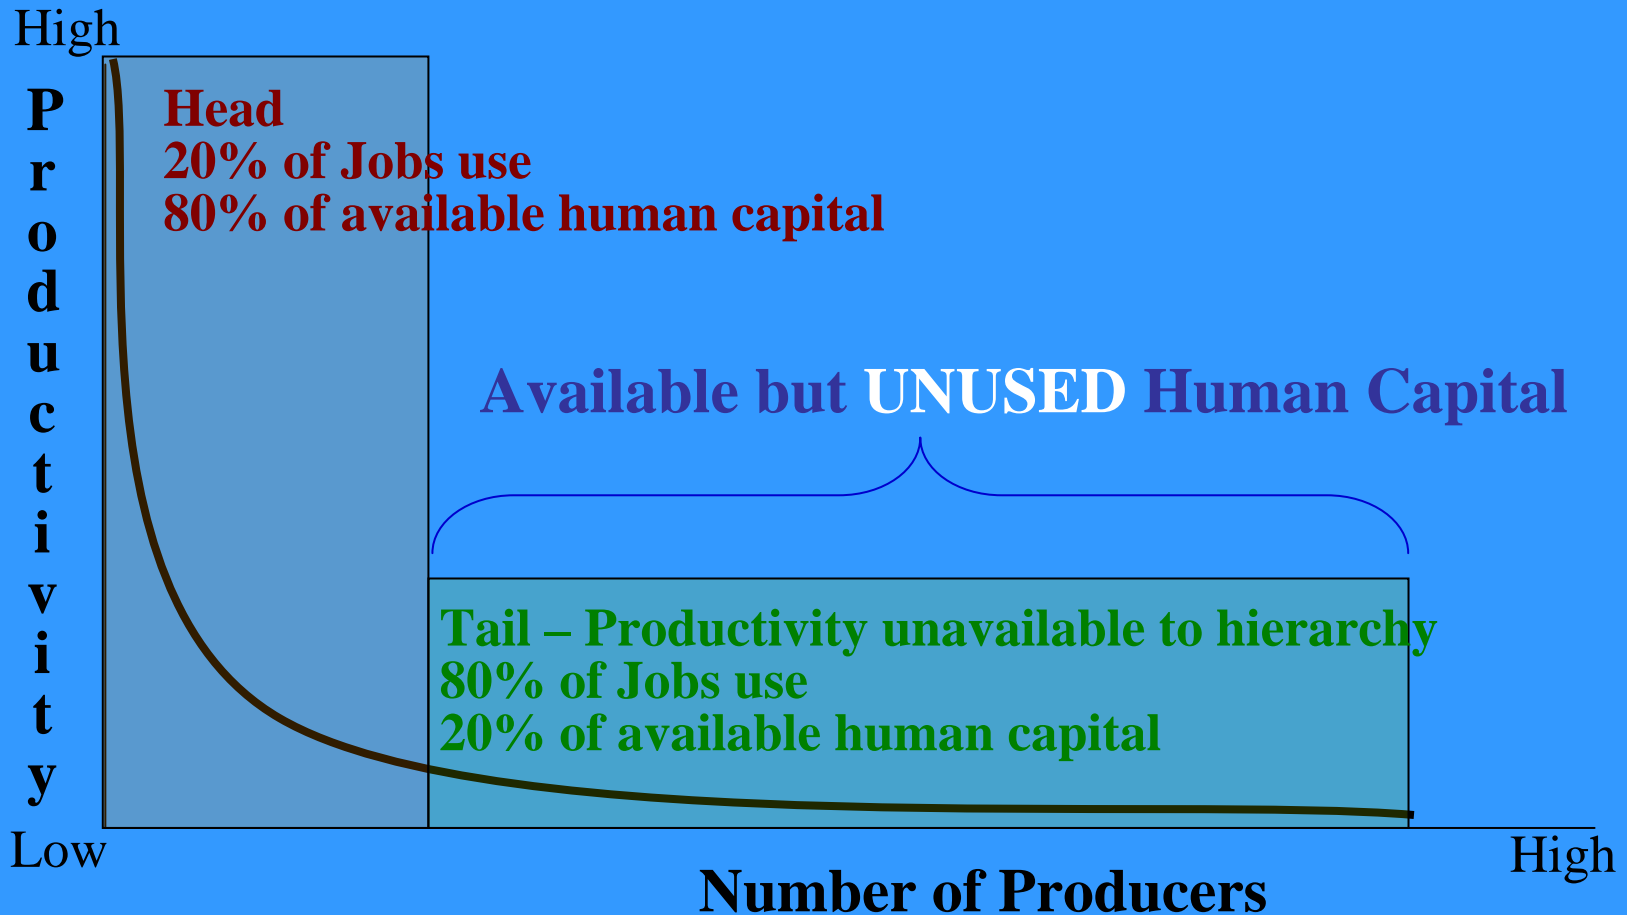 High
Productivity
Head
20% of Jobs use
80% of available human capital
Available but UNUSED Human Capital
Tail – Productivity unavailable to hierarchy
80% of Jobs use
20% of available human capital
Low
High
Number of Producers